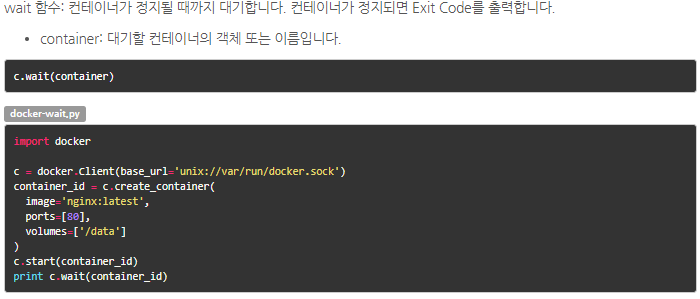 wait 함수: 컨테이너가 정지될 때까지 대기합니다. 컨테이너가 정지되면 Exit Code를 출력합니다.
• container: 대기할 컨테이너의 객체 또는 이름입니다.
c.wait(container)
docker-wait.py
import docker
c = docker.Client(base_url='unix://var/run/docker.sock')
container_id = c.create_container(
  image='nginx:latest',
  ports=[80],
  volumes=['/data']
)
c.start(container_id)
print c.wait(container_id)